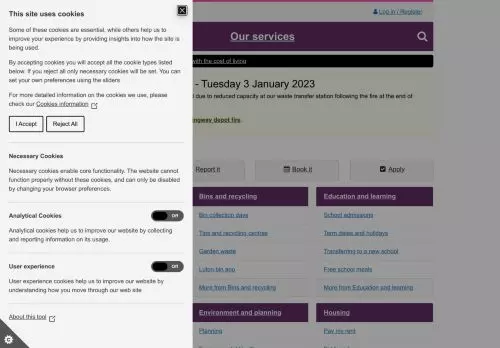 This site uses cookies
Some of these cookies are essential, while others help us to
improve your experience by providing insights into how the site is
being used.
By accepting cookies you will accept all the cookie types listed
below. If you reject all only necessary cookies will be set. You can
set your own preferences using the sliders
For more detailed information on the cookies we use, please
check our Cookies information
I Accept
Reject All
Necessary Cookies
Necessary cookies enable core functionality. The website cannot
function properly without these cookies, and can only be disabled
by changing your browser preferences.
Analytical Cookies
Off
Analytical cookies help us to improve our website by collecting
and reporting information on its usage.
User experience
Off
User experience cookies help us to improve our website by
understanding how you move through our web site
About this tool
Log in / Register
Our services
with the cost of living
- Tuesday 3 January 2023
due to reduced capacity at our waste transfer station following the fire at the end of
ngway depot fire.
Report it
Book it
Apply
Bins and recycling
Bin collection days
Tips and recycling centres
Garden waste
Luton bin app
More from Bins and recycling
Education and learning
School admissions
Term dates and holidays
Transferring to a new school
Free school meals
More from Education and learning
Environment and planning
Planning
Housing
Pay my rent